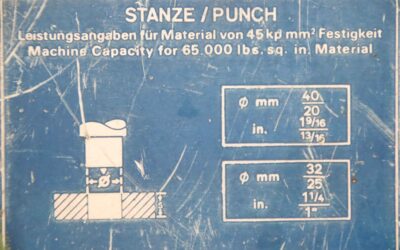 STANZE / PUNCH
Leistungsangaben für Material von 45 kp mm² Festigkeit
Machine Capacity for 65 000 lbs. sq. in. Material
ø mm 40/20
in. 1 9/16 / 13/16
ø
ø mm 32/25
in. 1 1/4 / 1"